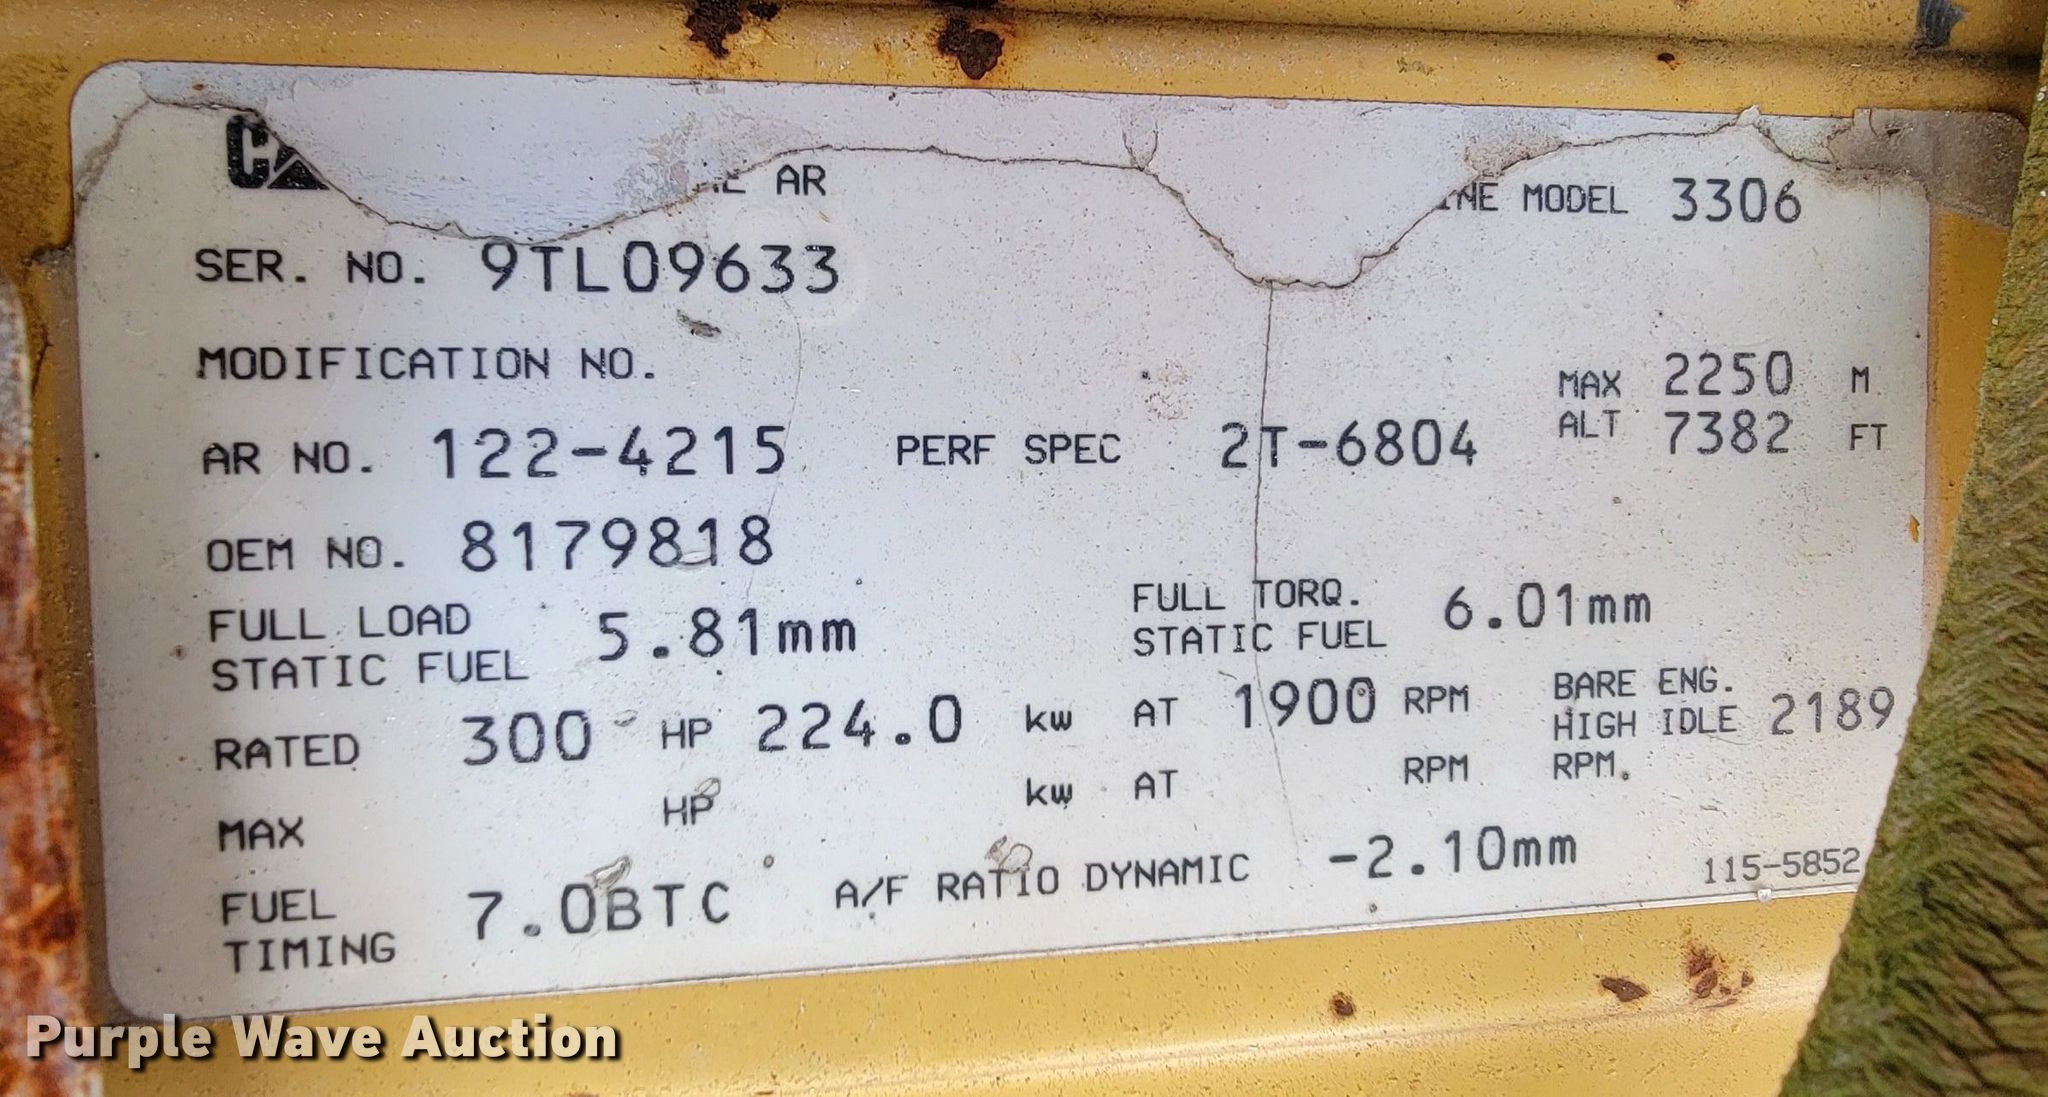 AR MODEL 3306
SER. NO. 9TL09633
MODIFICATION NO.
MAX 2250 M
ALT 7382 FT
AR NO. 122-4215 PERF SPEC 2T-6804
OEM NO. 8179818
FULL LOAD STATIC FUEL 5.81mm
FULL TORQ. STATIC FUEL 6.01mm
RATED 300 HP 224.0 kw AT 1900 RPM
BARE ENG. HIGH IDLE RPM. 2189
MAX HP kw AT RPM
FUEL TIMING 7.0BTC A/F RATIO DYNAMIC -2.10mm
115-5852
Purple Wave Auction